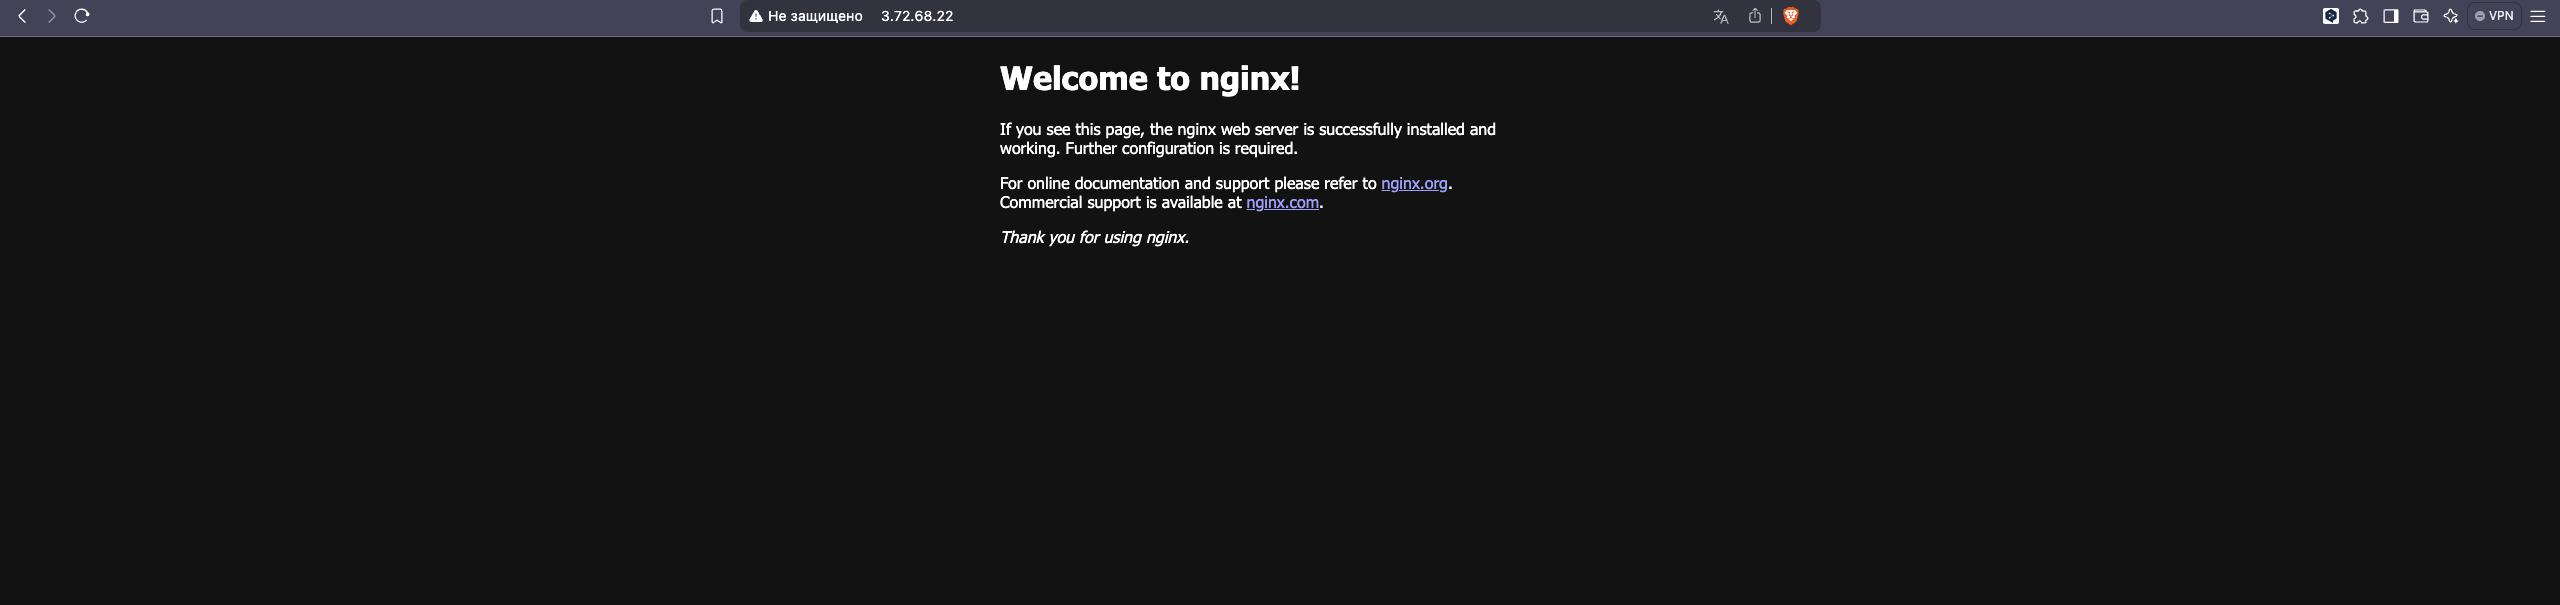 Не защищено 3.72.68.22
VPN
Welcome to nginx!
If you see this page, the nginx web server is successfully installed and
working. Further configuration is required.
For online documentation and support please refer to nginx.org.
Commercial support is available at nginx.com.
Thank you for using nginx.